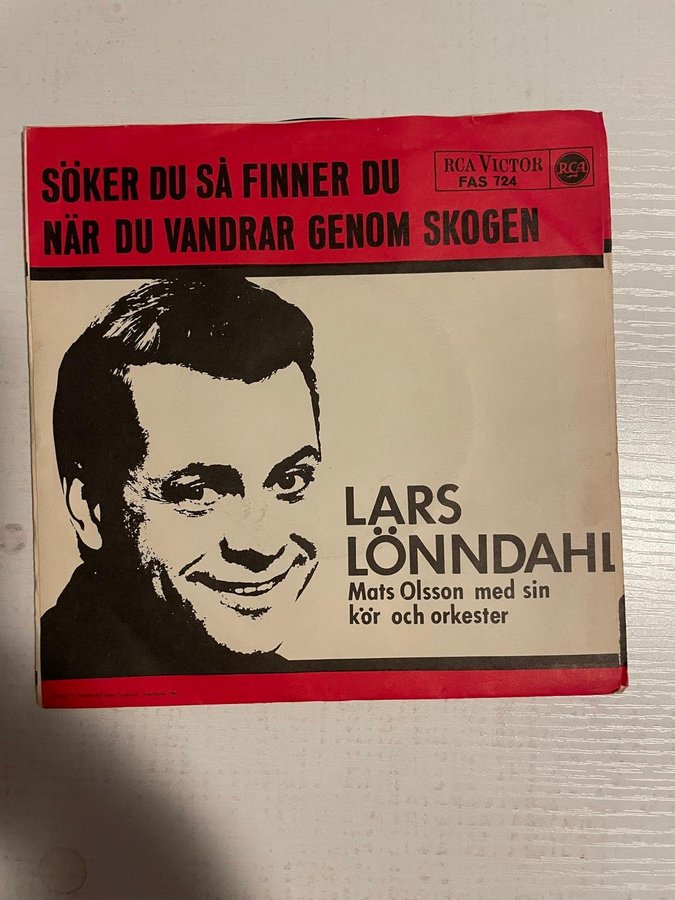 SÖKER DU SÅ FINNER DU
NÄR DU VANDRAR GENOM SKOGEN
RCA VICTOR
FAS 724
RCA
LARS
LÖNNDAHL
Mats Olsson med sin
kör och orkester